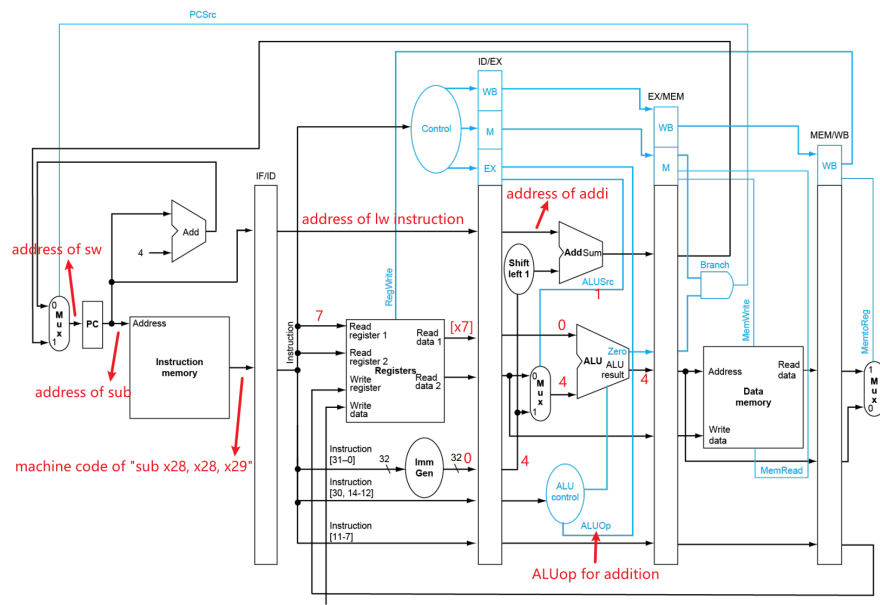 PCSrc
ID/EX
WB
EX/MEM
Control
M
WB
MEM/WB
EX
M
WB
IF/ID
address of addi
address of lw instruction
Add
Add Sum
4
address of sw
Shift
left 1
Branch
ALUSrc
RegWrite
1
MemWrite
MemtoReg
0
M
u
x
1
PC
Address
Instruction
memory
Instruction
7
[x7]
0
Read
register 1
Read
data 1
Read
register 2
Registers
Write
register
Read
data 2
Write
data
Zero
ALU
ALU
result
4
4
0
M
u
x
1
Address
Read
data
Data
memory
Write
data
1
M
u
x
0
address of sub
machine code of "sub x28, x28, x29"
Instruction
[31–0]
32
Imm
Gen
32
0
4
MemRead
Instruction
[30, 14-12]
ALU
control
Instruction
[11-7]
ALUOp
ALUop for addition